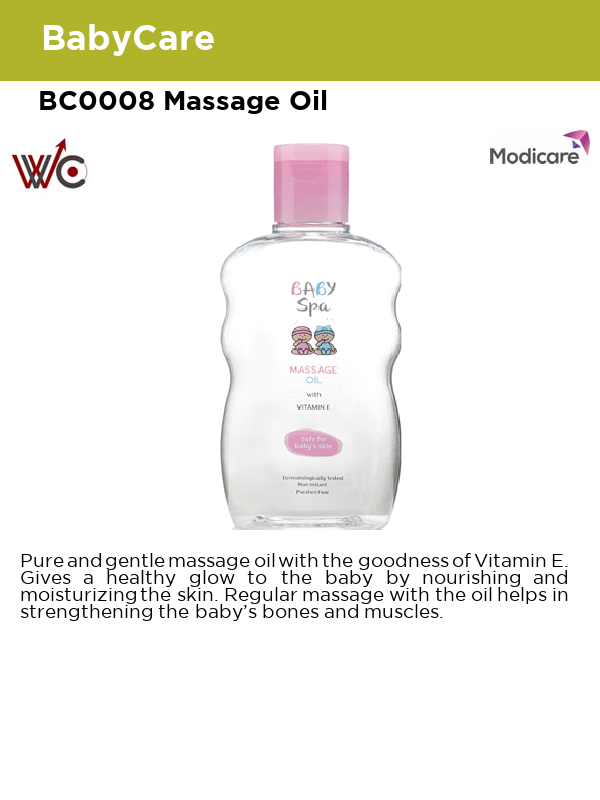 BabyCare
BC0008 Massage Oil
WC
Modicare
BABY
Spa
MASSAGE
OIL
with
VITAMIN E
Safe for
baby's skin
Dermatologically Tested
Non Irritant
Paraben Free
Pure and gentle massage oil with the goodness of Vitamin E.
Gives a healthy glow to the baby by nourishing and
moisturizing the skin. Regular massage with the oil helps in
strengthening the baby’s bones and muscles.